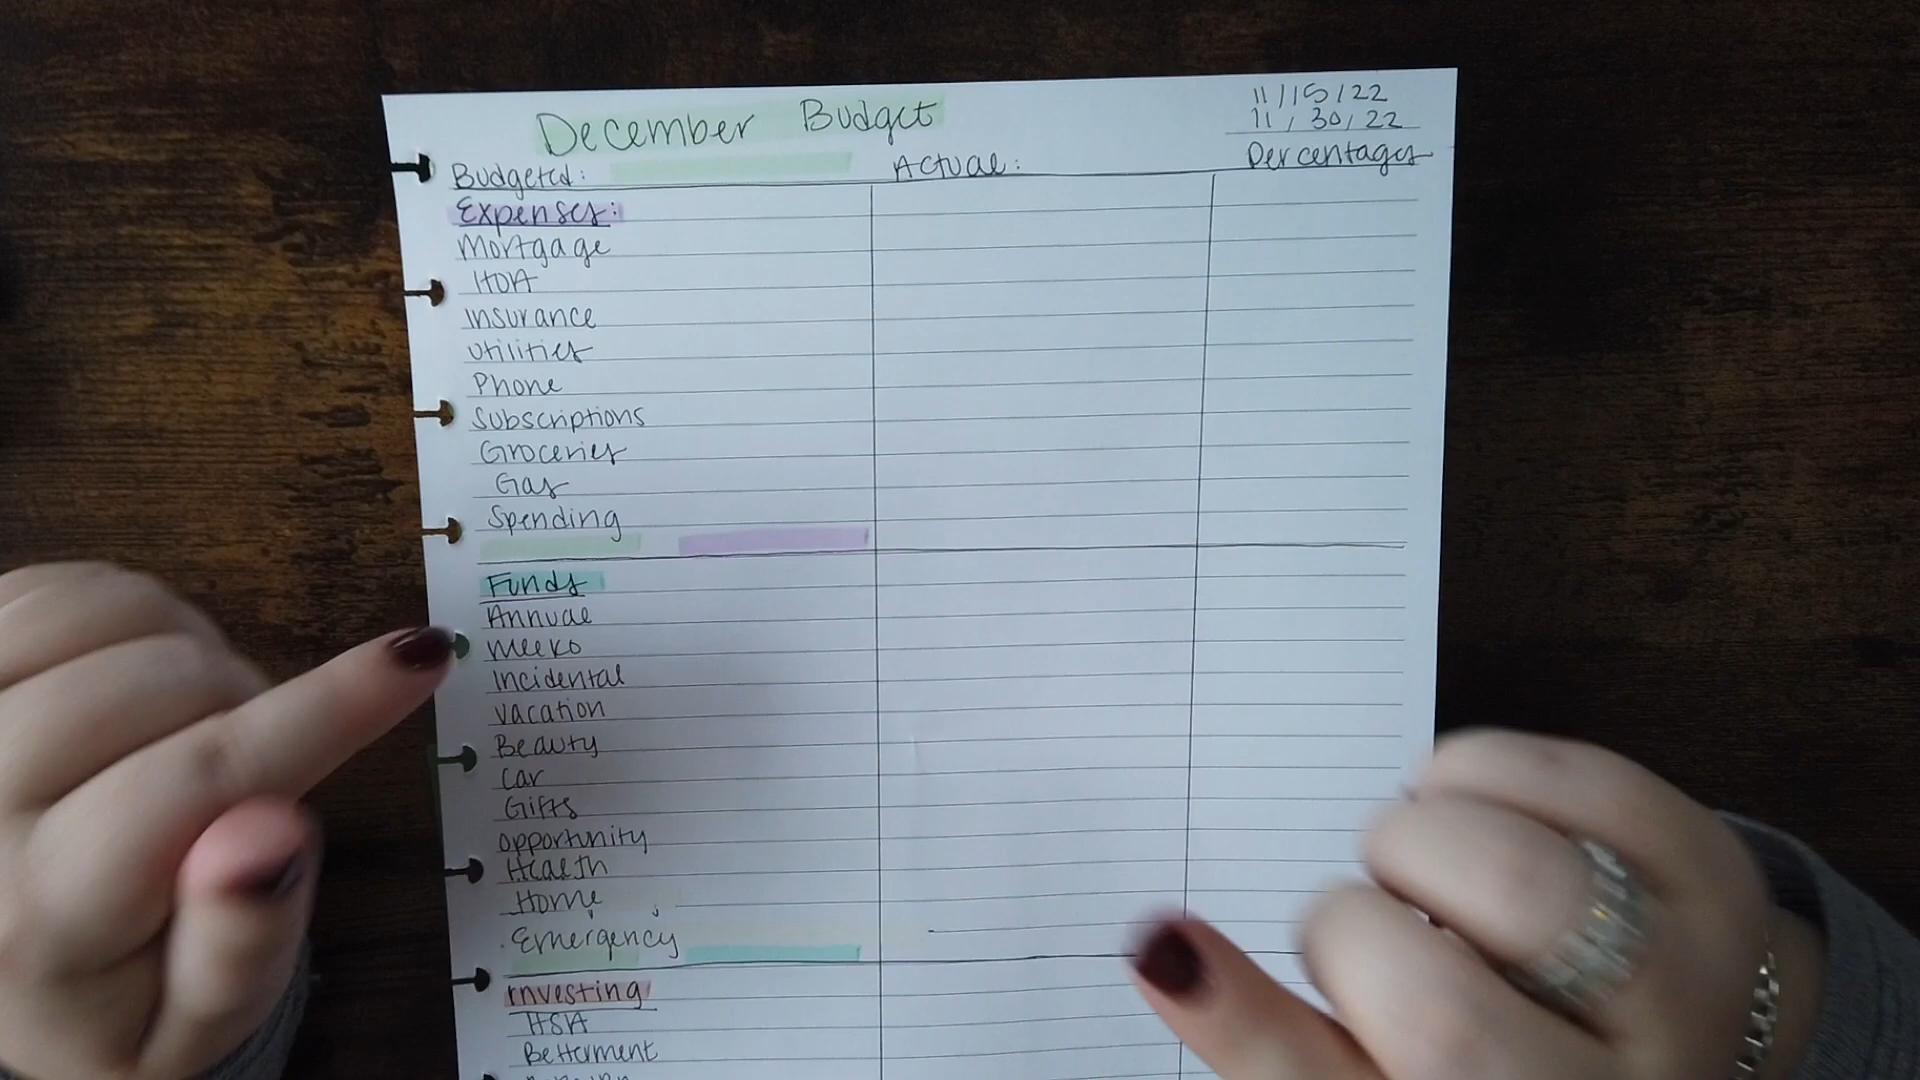 December Budget
11/15/22
11/30/22
Budgeted: Actual: Percentages
Expenses:
Mortgage
HOA
Insurance
Utilities
Phone
Subscriptions
Groceries
Gas
Spending
Funds
Annual
Meeko
Incidental
Vacation
Beauty
Car
Gifts
Opportunity
Health
Home
Emergency
Investing
HSA
Betterment